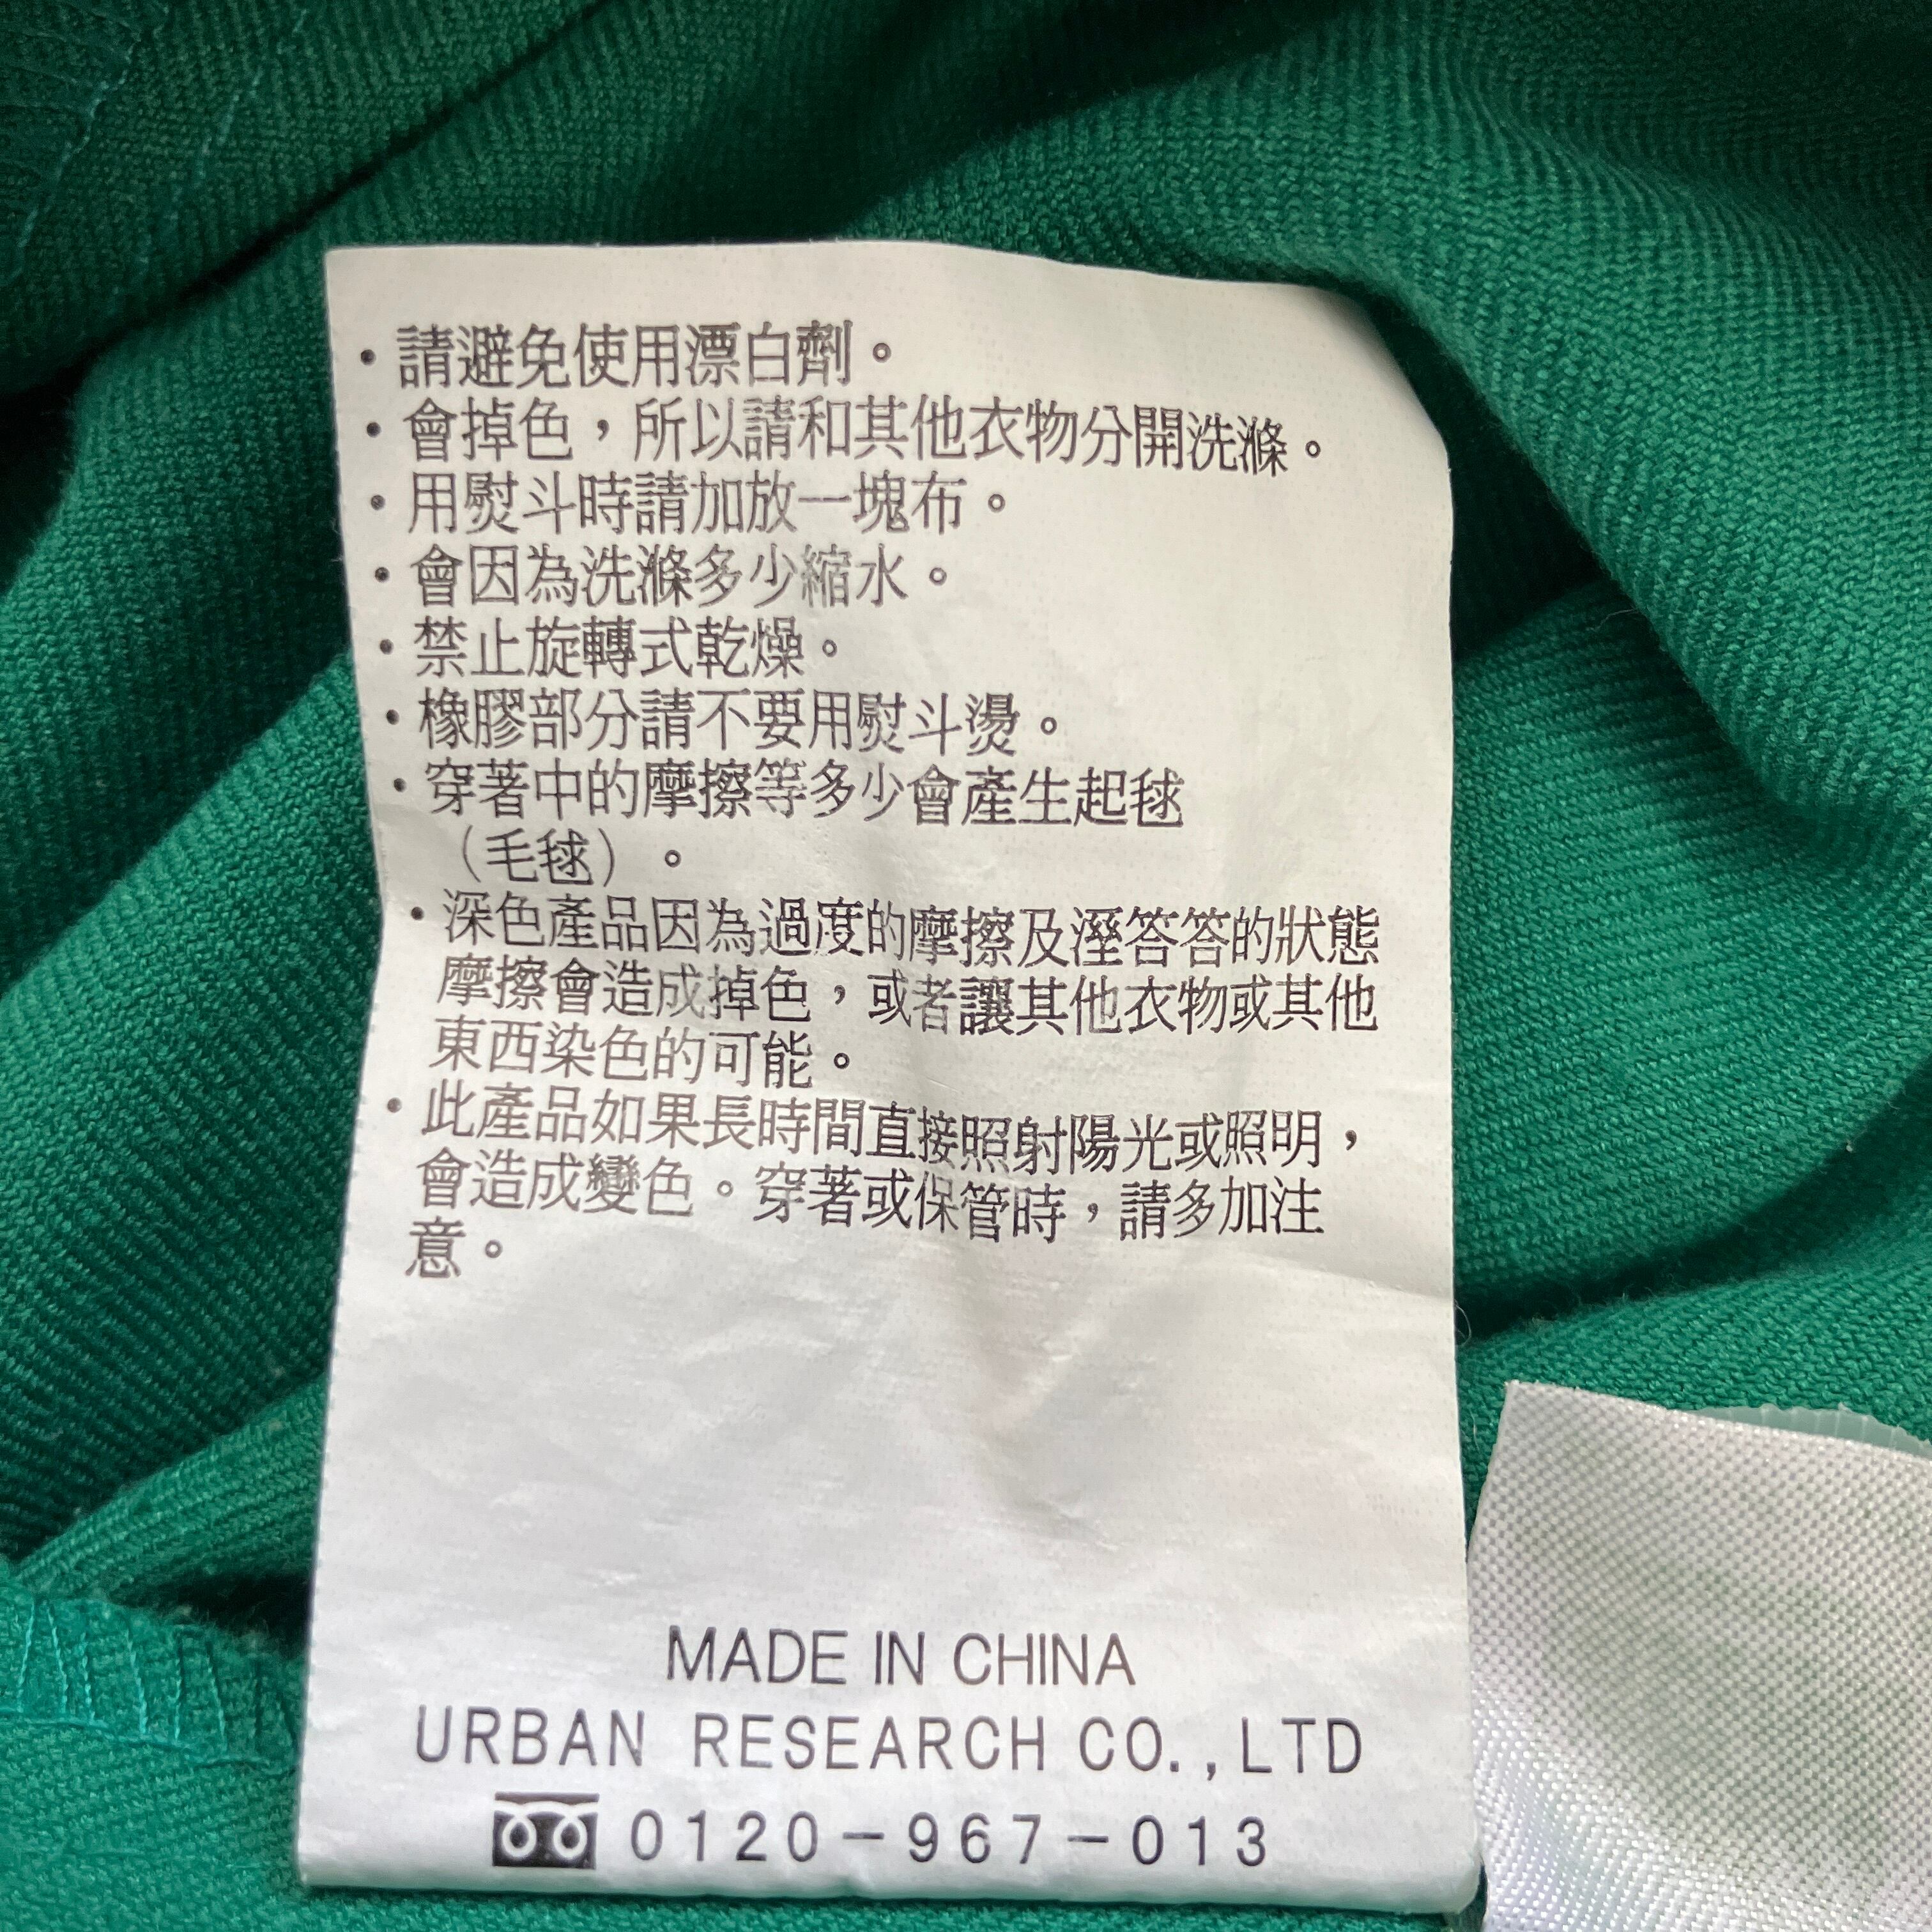 ・請避免使用漂白劑。
・會掉色，所以請和其他衣物分開洗滌。
・用熨斗時請加放一塊布。
・會因為洗滌多少縮水。
・禁止旋轉式乾燥。
・橡膠部分請不要用熨斗燙。
・穿著中的摩擦等多少會產生起毬
（毛毬）。
・深色產品因為過度的摩擦及溼答答的狀態
摩擦會造成掉色，或者讓其他衣物或其他
東西染色的可能。
・此產品如果長時間直接照射陽光或照明，
會造成變色。穿著或保管時，請多加注
意。
MADE IN CHINA
URBAN RESEARCH CO.,LTD
0120-967-013